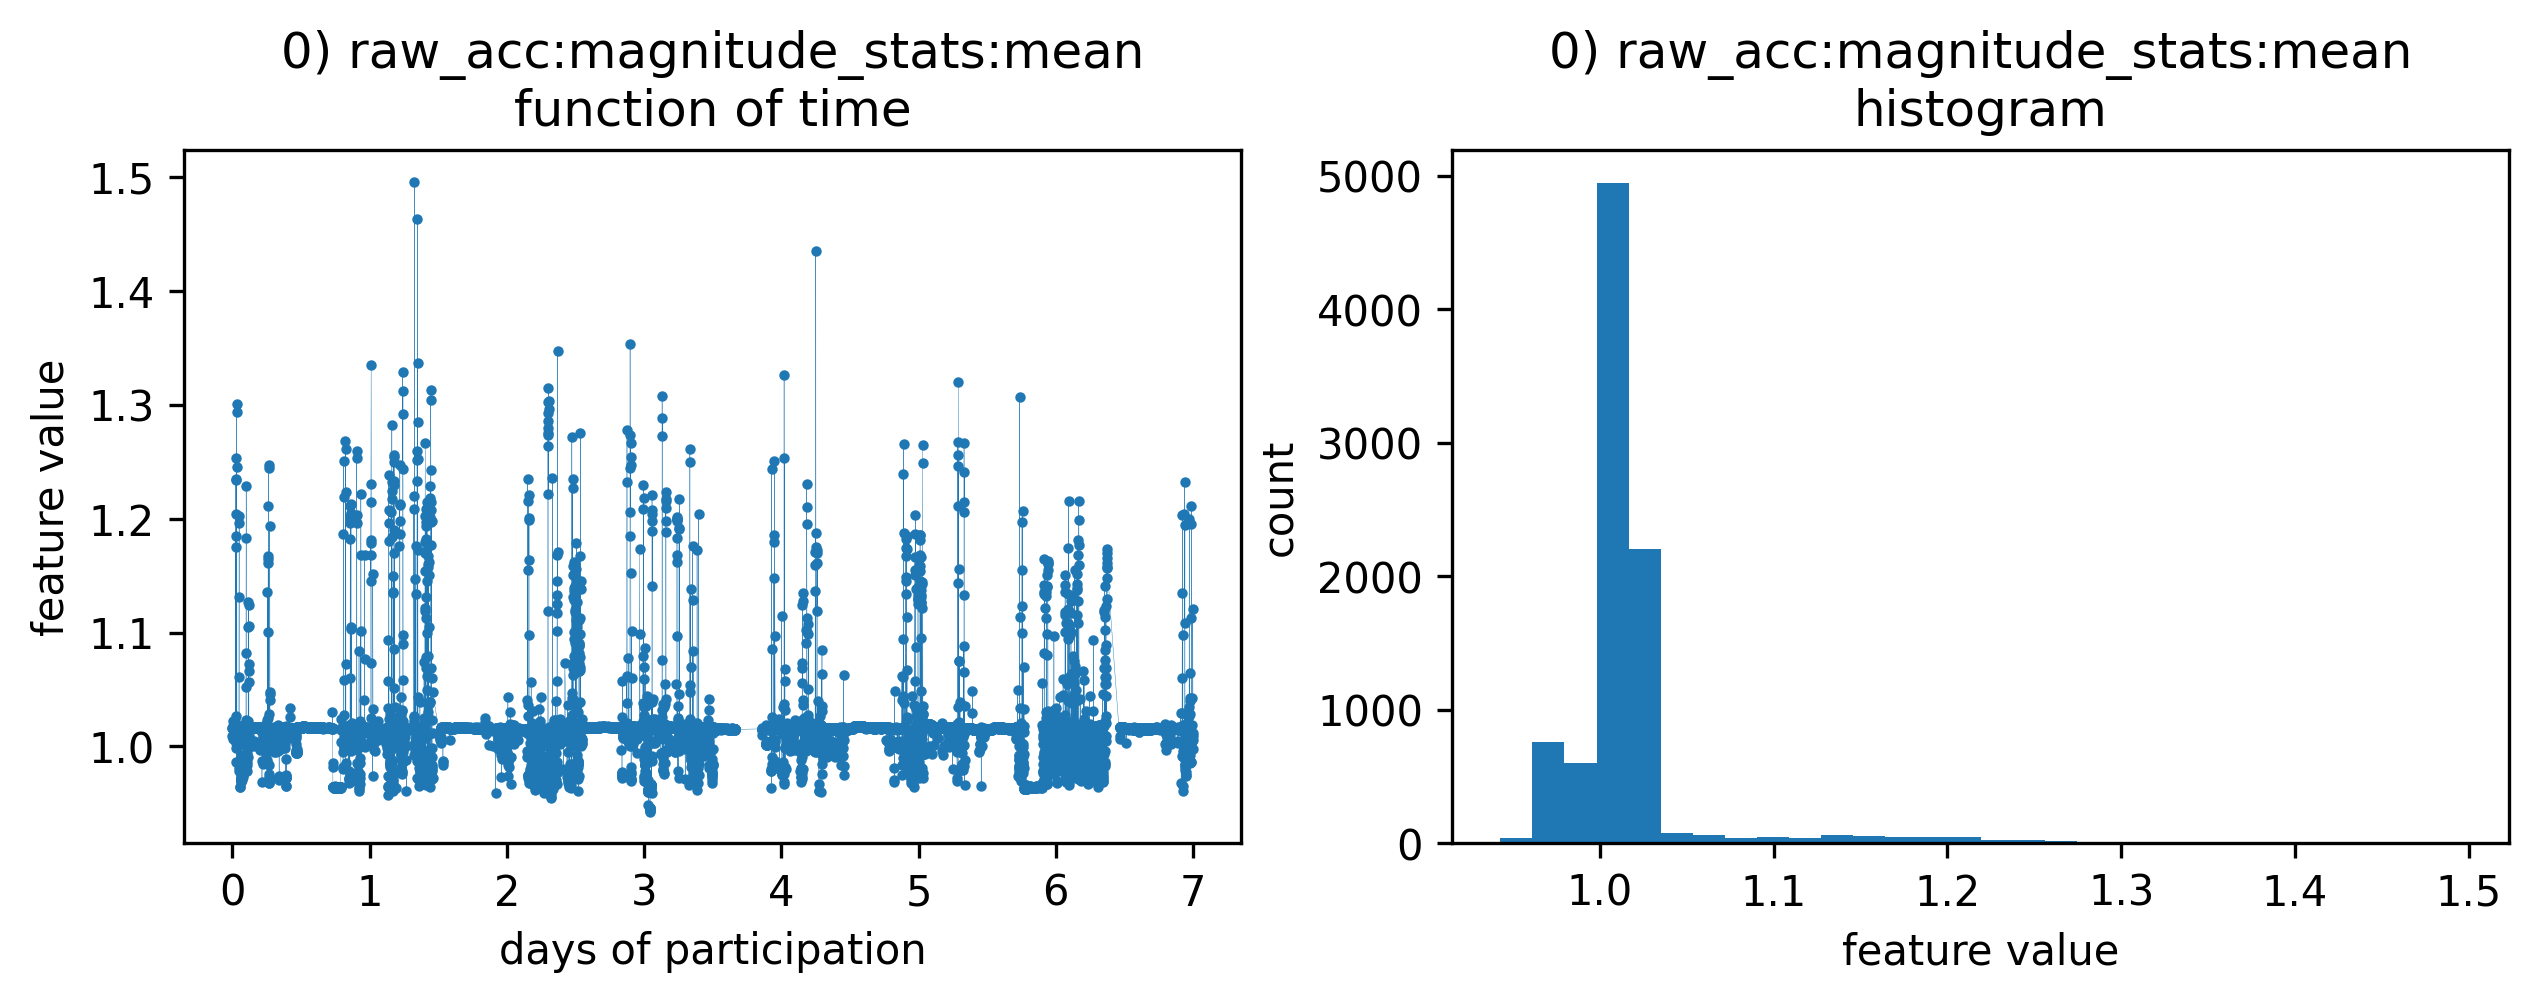 0) raw_acc:magnitude_stats:mean
function of time
feature value
1.5
1.4
1.3
1.2
1.1
1.0
0 1 2 3 4 5 6 7
days of participation
0) raw_acc:magnitude_stats:mean
histogram
count
5000
4000
3000
2000
1000
0
1.0 1.1 1.2 1.3 1.4 1.5
feature value